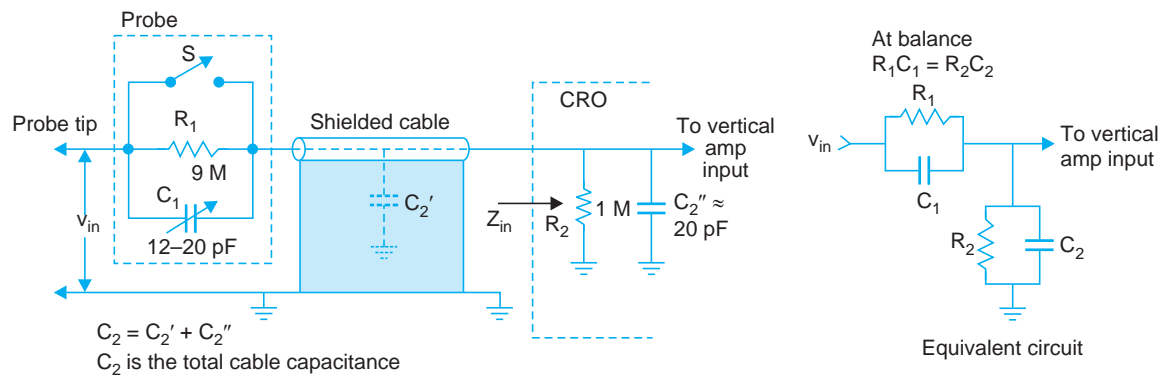 Probe
S
Probe tip
R₁
9 M
C₁
12–20 pF
vᵢₙ
Shielded cable
C₂′
CRO
Zᵢₙ
R₂
1 M
C₂″ ≈
20 pF
To vertical
amp
input
C₂ = C₂′ + C₂″
C₂ is the total cable capacitance
At balance
R₁C₁ = R₂C₂
R₁
vᵢₙ
C₁
To vertical
amp input
R₂
C₂
Equivalent circuit